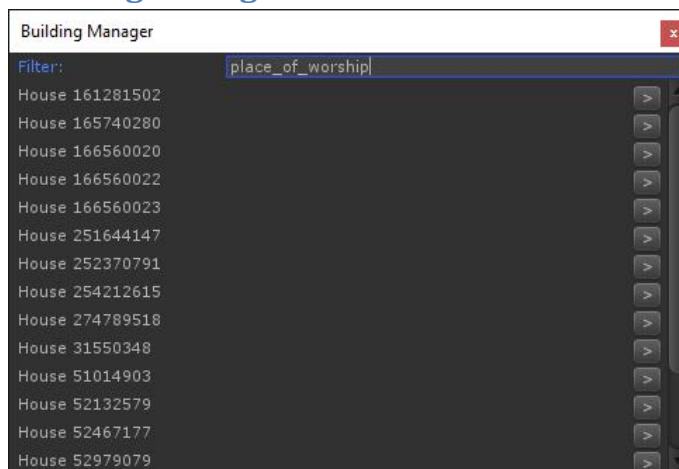 Building Manager
x
Filter: place_of_worship
House 161281502 >
House 165740280 >
House 166560020 >
House 166560022 >
House 166560023 >
House 251644147 >
House 252370791 >
House 254212615 >
House 274789518 >
House 31550348 >
House 51014903 >
House 52132579 >
House 52467177 >
House 52979079 >